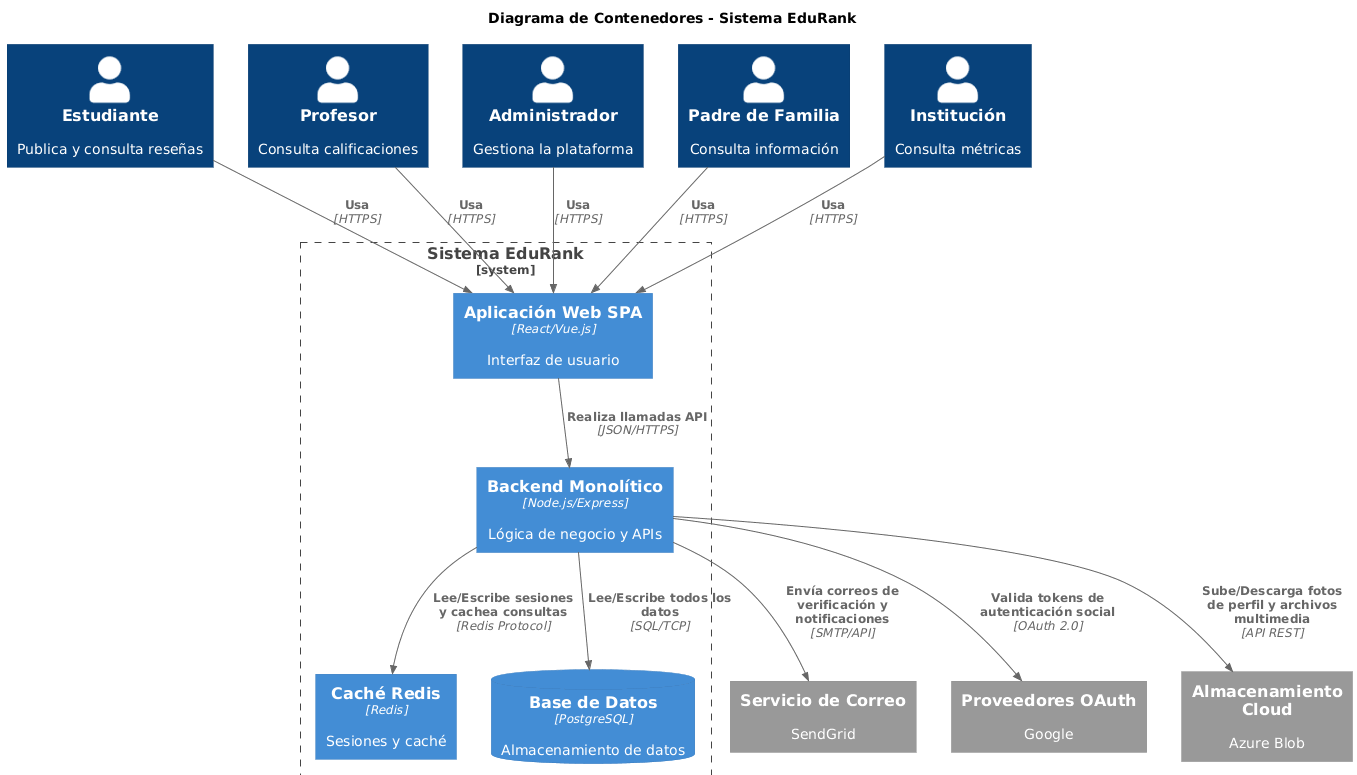 Diagrama de Contenedores - Sistema EduRank
Estudiante
Publica y consulta reseñas
Profesor
Consulta calificaciones
Administrador
Gestiona la plataforma
Padre de Familia
Consulta información
Institución
Consulta métricas
Usa
[HTTPS]
Usa
[HTTPS]
Usa
[HTTPS]
Usa
[HTTPS]
Usa
[HTTPS]
Sistema EduRank
[system]
Aplicación Web SPA
[React/Vue.js]
Interfaz de usuario
Realiza llamadas API
[JSON/HTTPS]
Backend Monolítico
[Node.js/Express]
Lógica de negocio y APIs
Lee/Escribe sesiones
y cachea consultas
[Redis Protocol]
Lee/Escribe todos los
datos
[SQL/TCP]
Envía correos de
verificación y
notificaciones
[SMTP/API]
Valida tokens de
autenticación social
[OAuth 2.0]
Sube/Descarga fotos
de perfil y archivos
multimedia
[API REST]
Caché Redis
[Redis]
Sesiones y caché
Base de Datos
[PostgreSQL]
Almacenamiento de datos
Servicio de Correo
SendGrid
Proveedores OAuth
Google
Almacenamiento
Cloud
Azure Blob